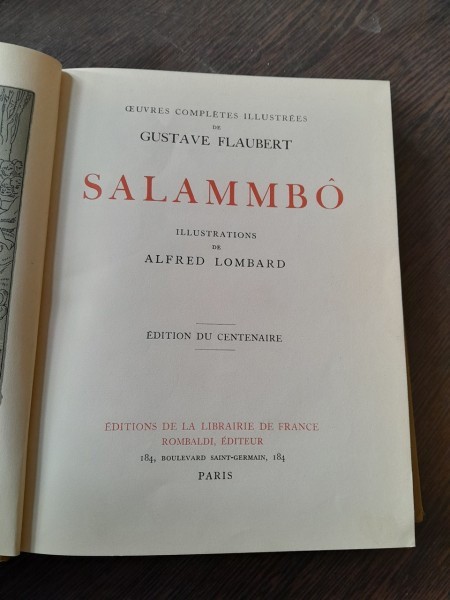 ŒUVRES COMPLÈTES ILLUSTRÉES
DE
GUSTAVE FLAUBERT
SALAMMBÔ
ILLUSTRATIONS
DE
ALFRED LOMBARD
ÉDITION DU CENTENAIRE
ÉDITIONS DE LA LIBRAIRIE DE FRANCE
ROMBALDI, ÉDITEUR
184, BOULEVARD SAINT-GERMAIN, 184
PARIS